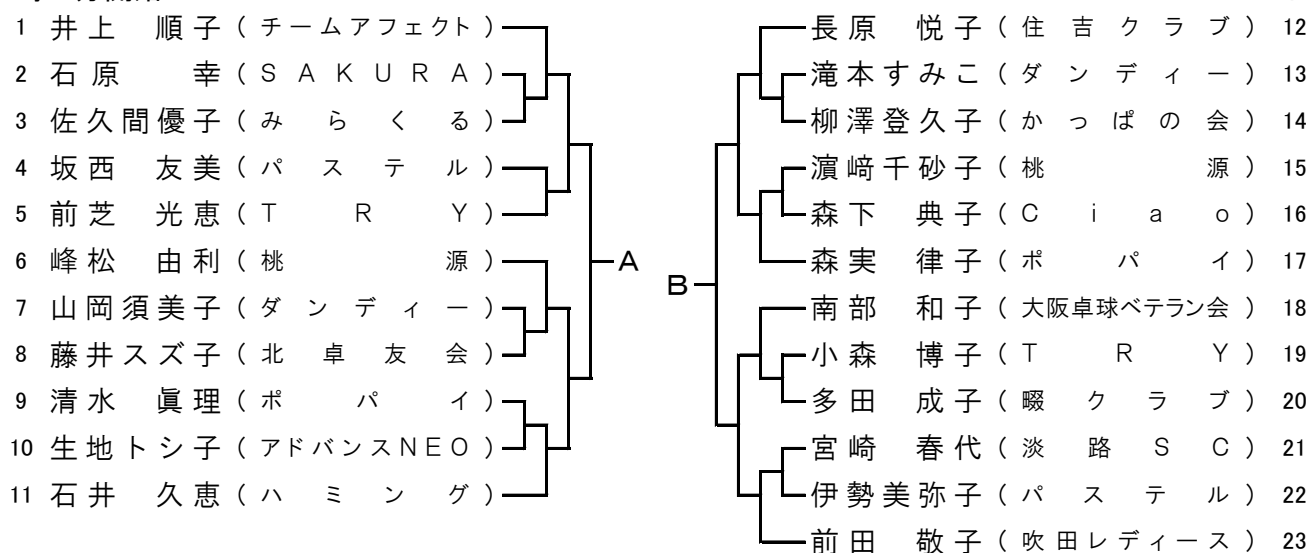 1 井上 順子 (チームアフェクト)
2 石原 幸 (SAKURA)
3 佐久間優子 (みらくる)
4 坂西 友美 (パステル)
5 前芝 光恵 (TRY)
6 峰松 由利 (桃源)
7 山岡須美子 (ダンディー)
8 藤井スズ子 (北卓友会)
9 清水 眞理 (ポパイ)
10 生地トシ子 (アドバンスNEO)
11 石井 久恵 (ハミング)
A
B
長原 悦子 (住吉クラブ) 12
滝本すみこ (ダンディー) 13
柳澤登久子 (かっぱの会) 14
濵﨑千砂子 (桃源) 15
森下 典子 (Ciao) 16
森実 律子 (ポパイ) 17
南部 和子 (大阪卓球ベテラン会) 18
小森 博子 (TRY) 19
多田 成子 (畷クラブ) 20
宮崎 春代 (淡路SC) 21
伊勢美弥子 (パステル) 22
前田 敬子 (吹田レディース) 23